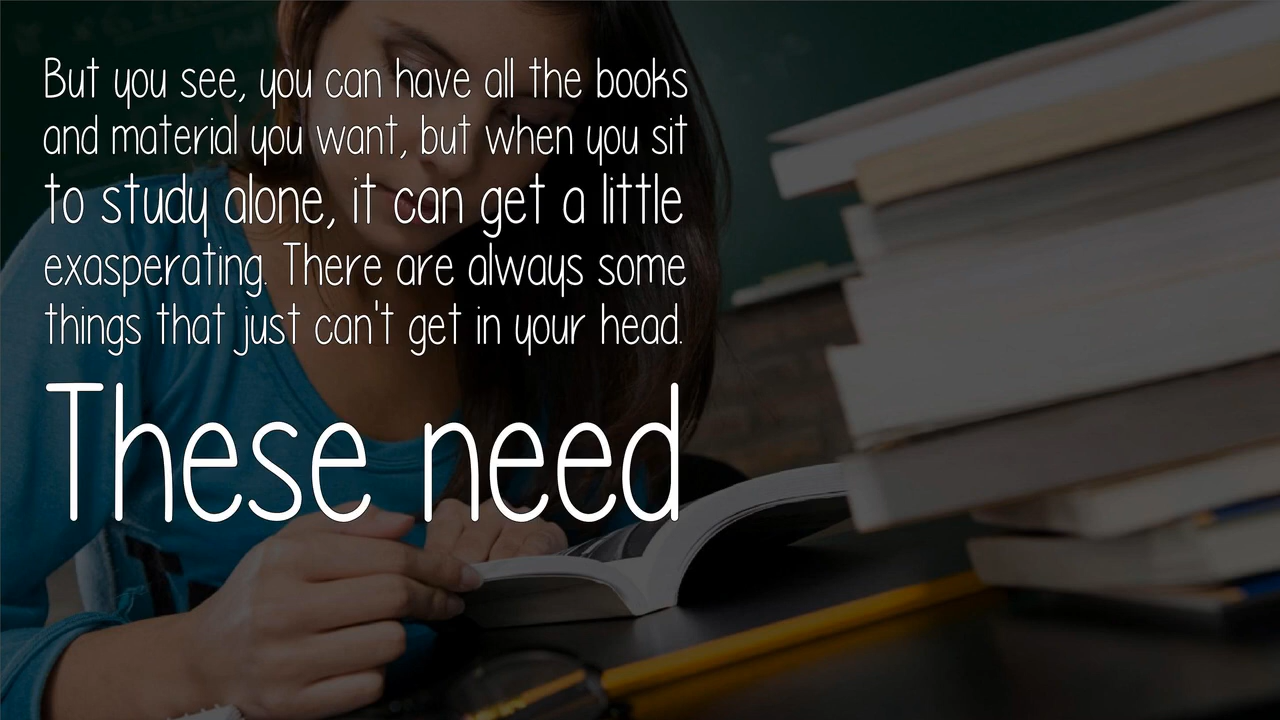 But you see, you can have all the books
and material you want, but when you sit
to study alone, it can get a little
exasperating. There are always some
things that just can't get in your head.
These need